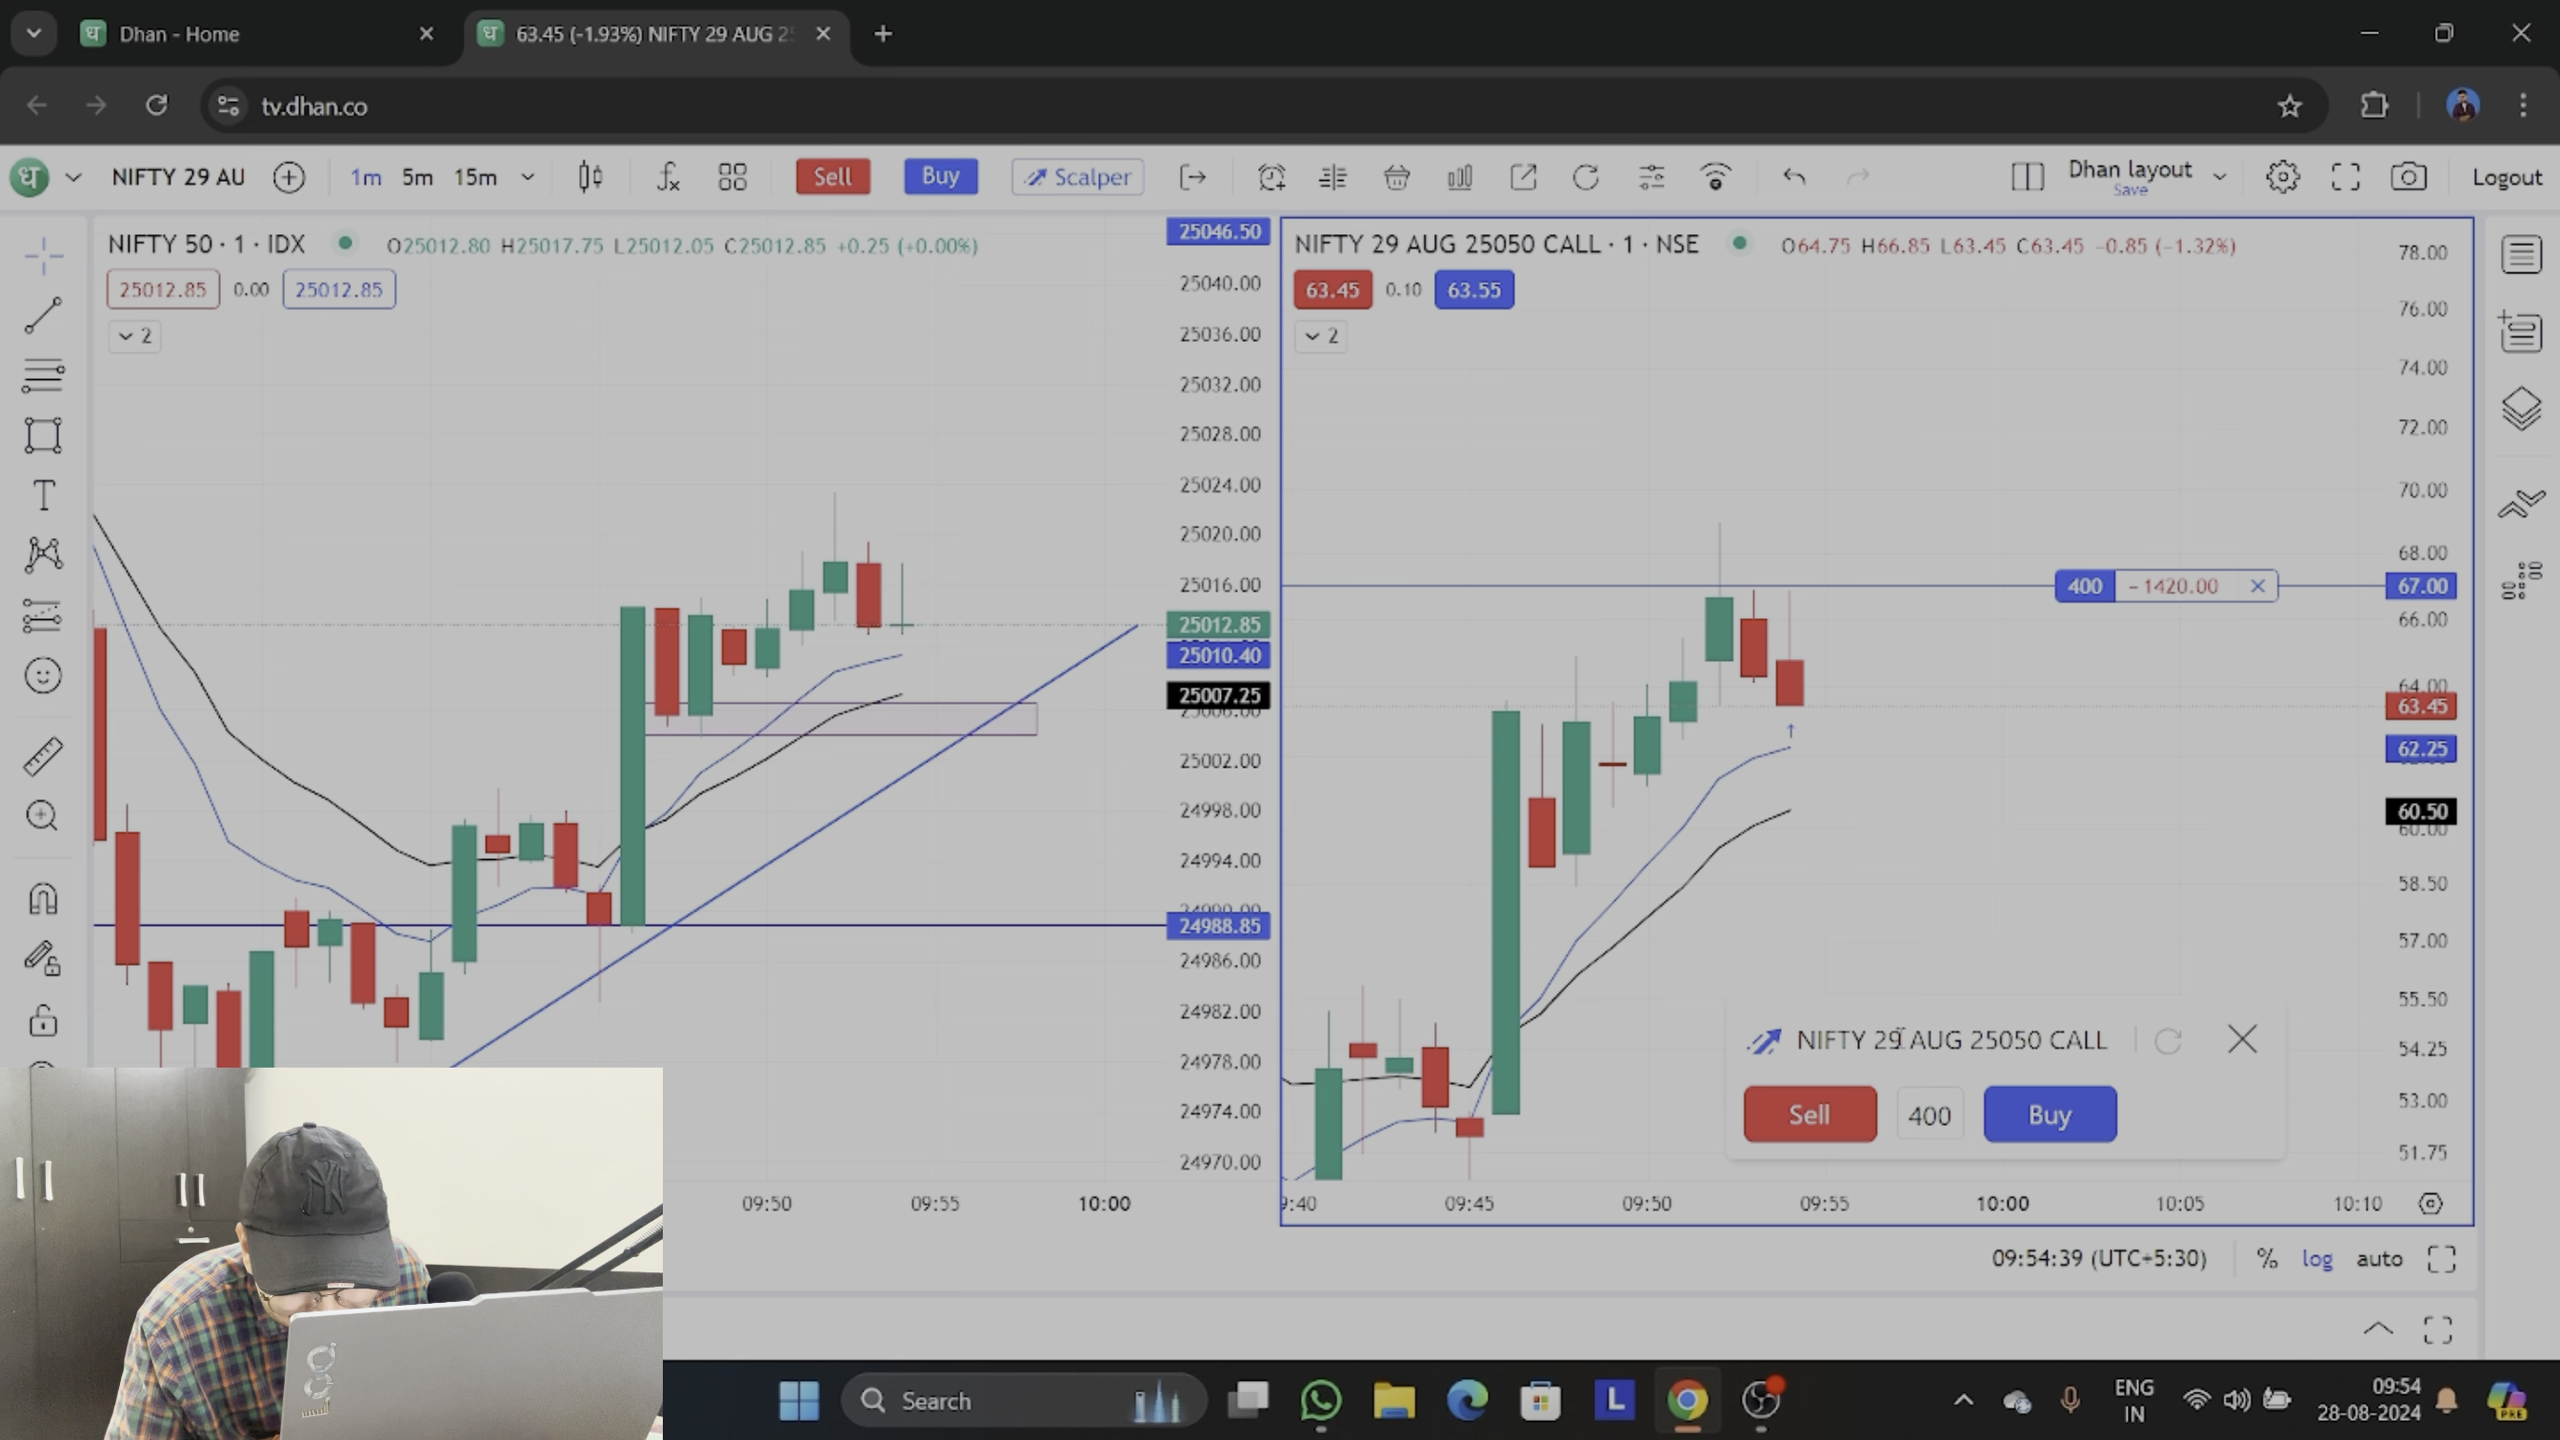 Dhan - Home
63.45 (-1.93%) NIFTY 29 AUG 25
tv.dhan.co
ध NIFTY 29 AU 1m 5m 15m Sell Buy Scalper Dhan layout Save Logout
NIFTY 50 · 1 · IDX O25012.80 H25017.75 L25012.05 C25012.85 +0.25 (+0.00%)
25012.85 0.00 25012.85
2
25046.50
25040.00
25036.00
25032.00
25028.00
25024.00
25020.00
25016.00
25012.85
25010.40
25007.25
25002.00
24998.00
24994.00
24988.85
24986.00
24982.00
24978.00
24974.00
24970.00
09:50 09:55 10:00
NIFTY 29 AUG 25050 CALL · 1 · NSE O64.75 H66.85 L63.45 C63.45 −0.85 (−1.32%)
63.45 0.10 63.55
2
78.00
76.00
74.00
72.00
70.00
68.00
400 −1420.00 67.00
66.00
64.00
63.45
62.25
60.50
60.00
58.50
57.00
55.50
54.25
53.00
51.75
NIFTY 29 AUG 25050 CALL
Sell 400 Buy
9:40 09:45 09:50 09:55 10:00 10:05 10:10
09:54:39 (UTC+5:30) % log auto
Search
L
ENG
IN
09:54
28-08-2024
PRE